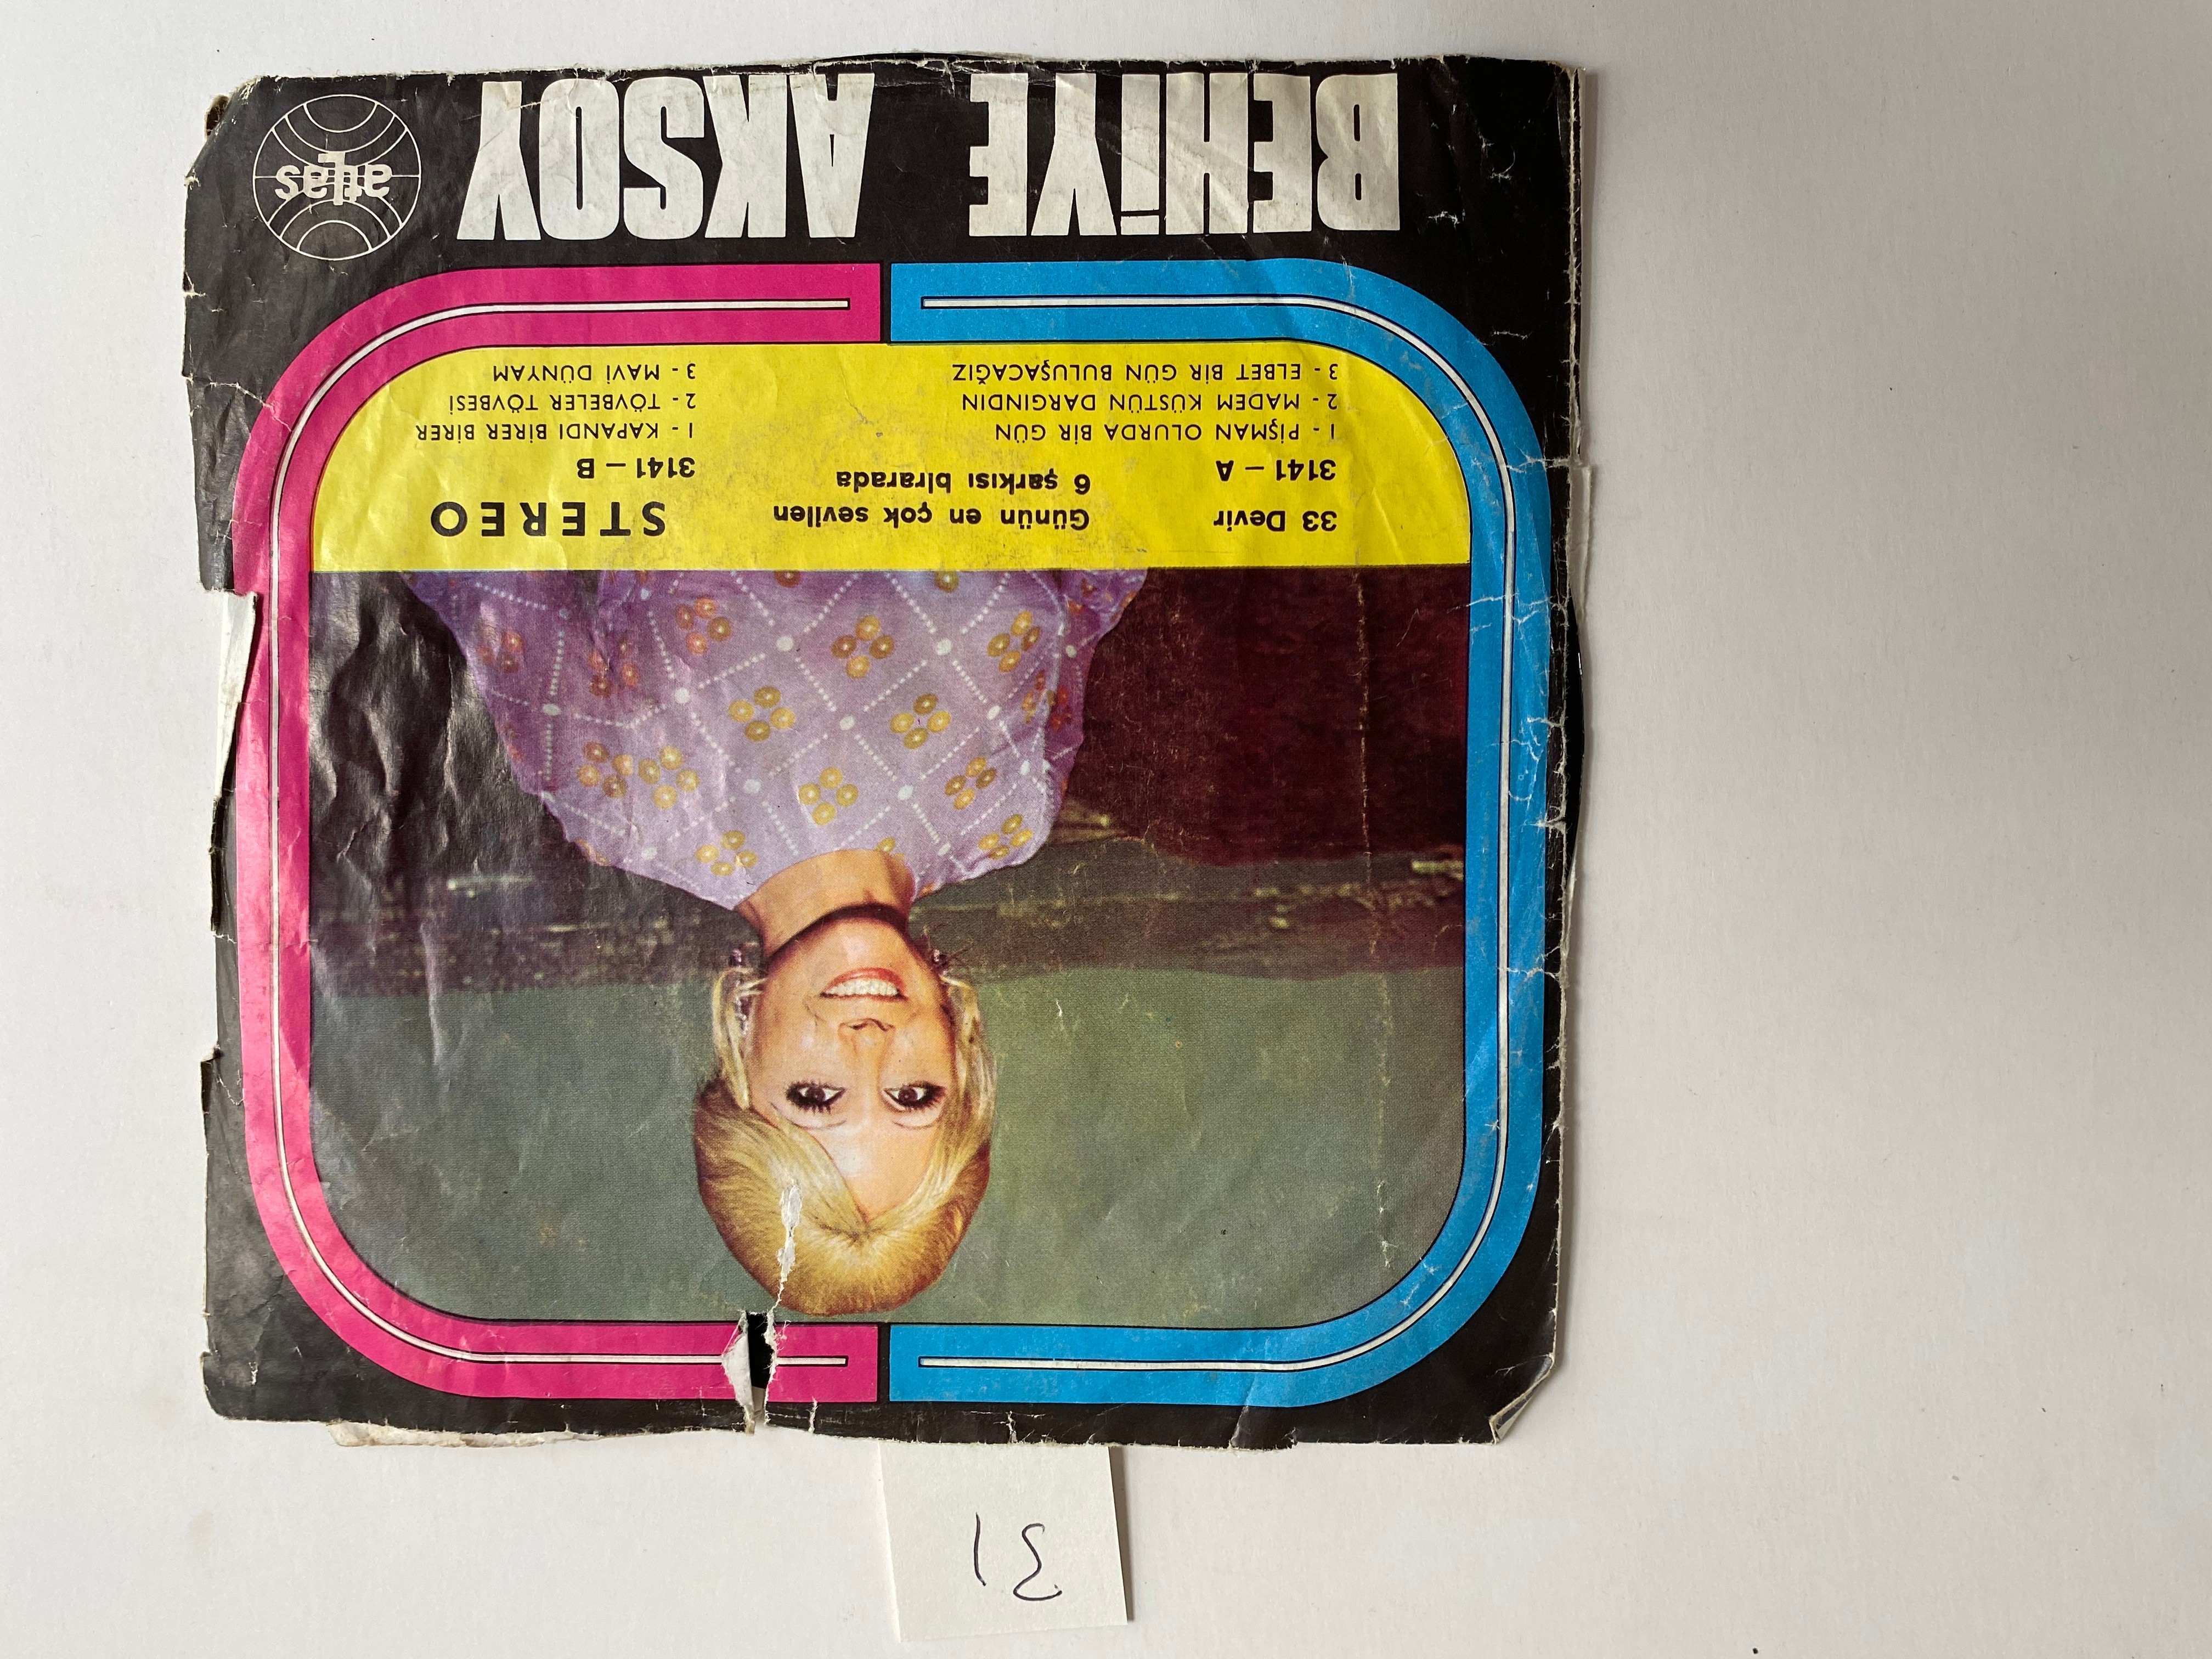 BEHİYE AKSOY
atlas
3141 - A
1 - PİŞMAN OLURDA BİR GÜN
2 - MADEM KÜSTÜN DARGINDIN
3 - ELBET BİR GÜN BULUŞACAĞIZ
3141 - B
1 - KAPANDI BİRER BİRER
2 - TÖVBELER TÖVBESİ
3 - MAVİ DÜNYAM
33 Devir
Günün en çok sevilen
6 şarkısı bIrarada
STEREO
31